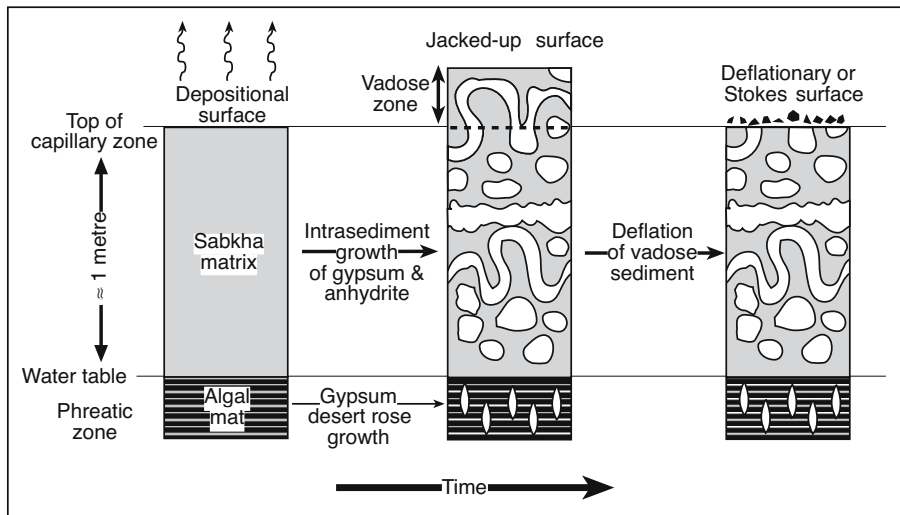 Jacked-up surface
Vadose
zone
Depositional
surface
Deflationary or
Stokes surface
Top of
capillary zone
≈ 1 metre
Sabkha
matrix
Intrasediment
growth
of gypsum &
anhydrite
Deflation
of vadose
sediment
Water table
Phreatic
zone
Algal
mat
Gypsum
desert rose
growth
Time